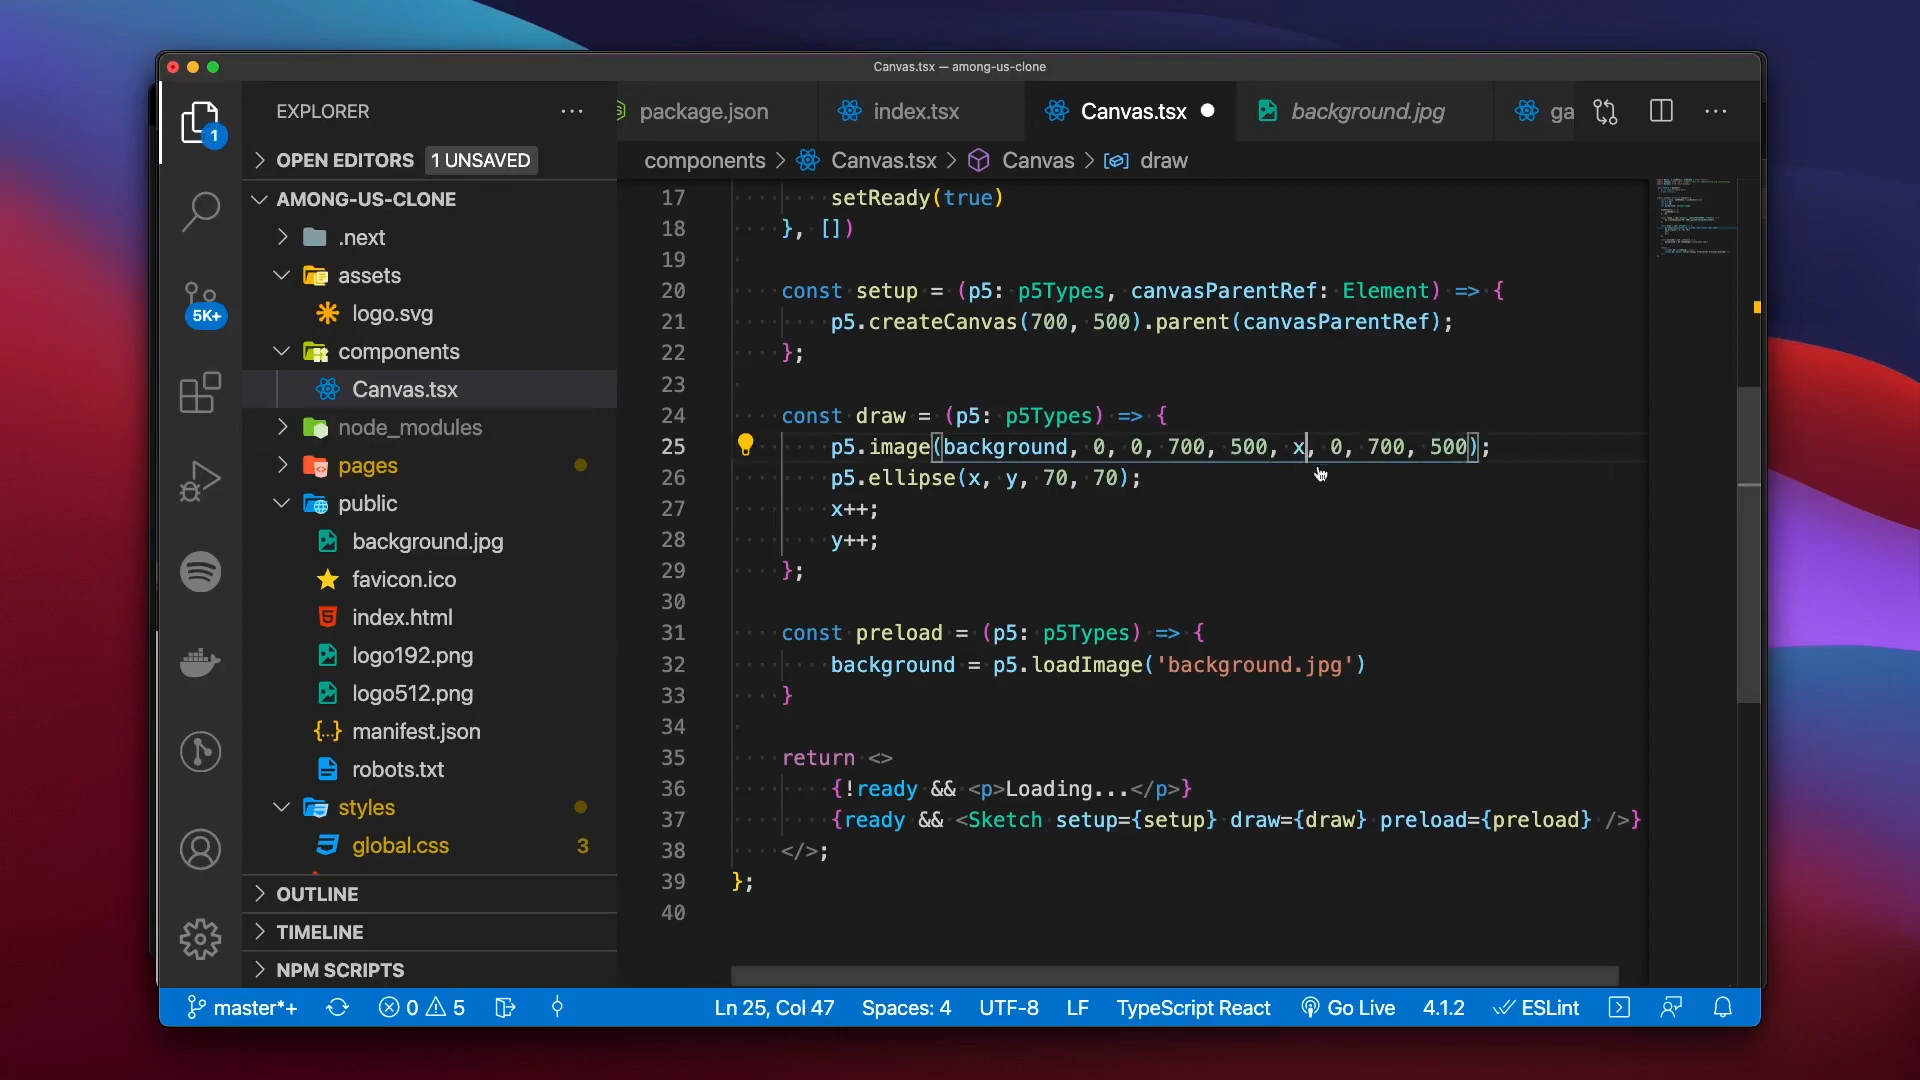 Canvas.tsx — among-us-clone
EXPLORER
package.json
index.tsx
Canvas.tsx
background.jpg
ga
1
OPEN EDITORS 1 UNSAVED
components > Canvas.tsx > Canvas > draw
AMONG-US-CLONE
.next
assets
logo.svg
components
Canvas.tsx
node_modules
pages
public
background.jpg
favicon.ico
index.html
logo192.png
logo512.png
manifest.json
robots.txt
styles
global.css 3
OUTLINE
TIMELINE
NPM SCRIPTS
5K+
17 setReady(true)
18 }, [])
19
20 const setup = (p5: p5Types, canvasParentRef: Element) => {
21 p5.createCanvas(700, 500).parent(canvasParentRef);
22 };
23
24 const draw = (p5: p5Types) => {
25 p5.image(background, 0, 0, 700, 500, x, 0, 700, 500);
26 p5.ellipse(x, y, 70, 70);
27 x++;
28 y++;
29 };
30
31 const preload = (p5: p5Types) => {
32 background = p5.loadImage('background.jpg')
33 }
34
35 return <>
36 {!ready && <p>Loading...</p>}
37 {ready && <Sketch setup={setup} draw={draw} preload={preload} />}
38 </>;
39 };
40
master*+ 0 5 Ln 25, Col 47 Spaces: 4 UTF-8 LF TypeScript React Go Live 4.1.2 ESLint